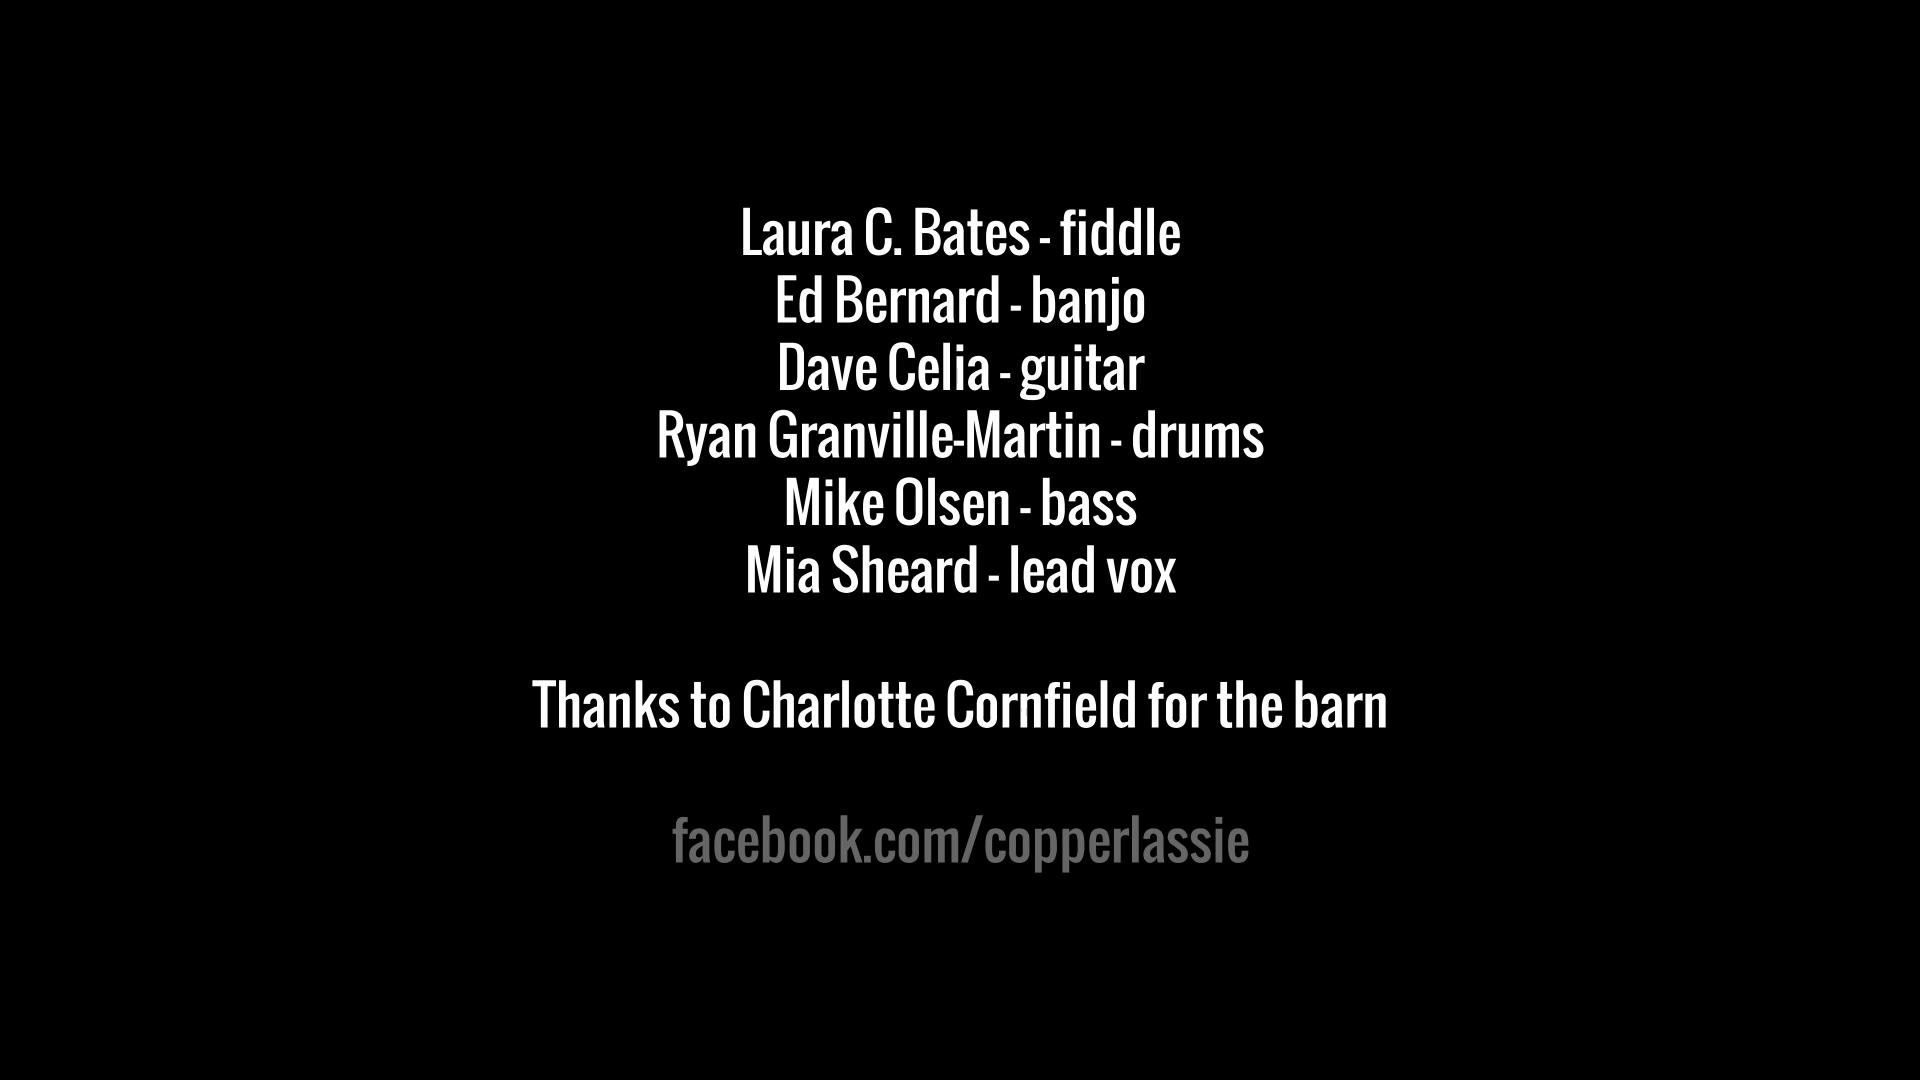 Laura C. Bates - fiddle
Ed Bernard - banjo
Dave Celia - guitar
Ryan Granville-Martin - drums
Mike Olsen - bass
Mia Sheard - lead vox
Thanks to Charlotte Cornfield for the barn
facebook.com/copperlassie